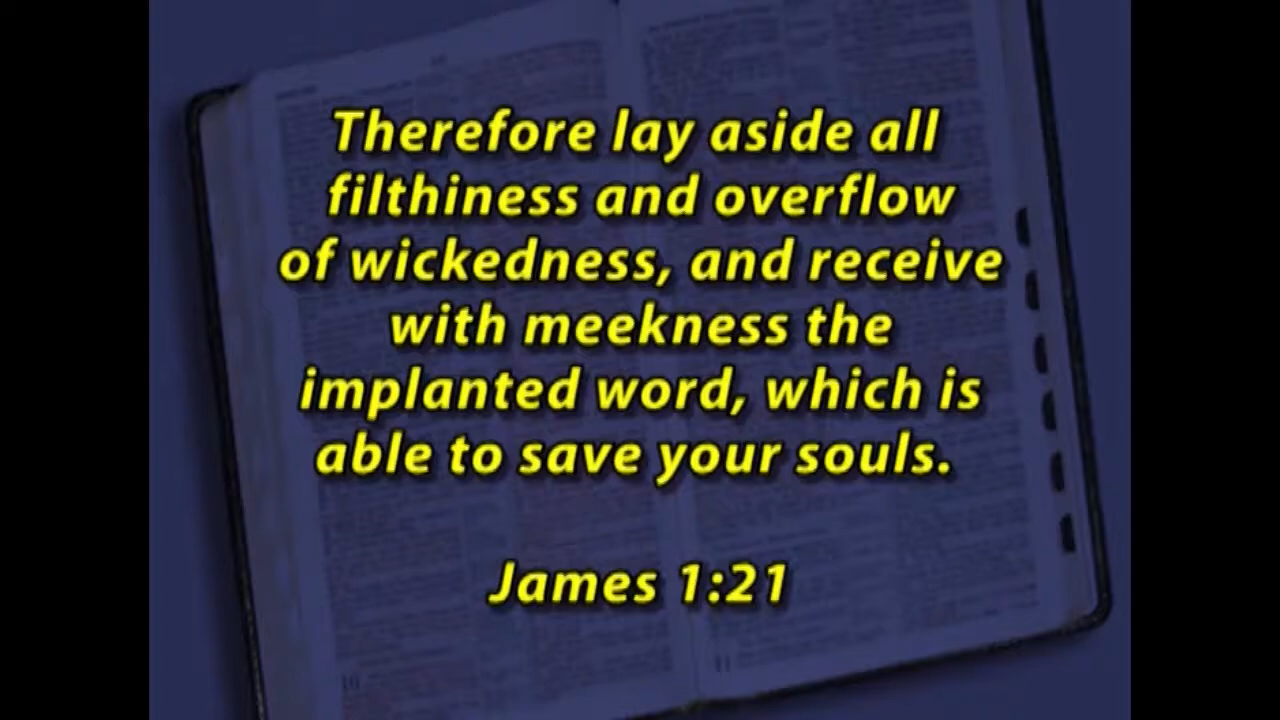 Therefore lay aside all
filthiness and overflow
of wickedness, and receive
with meekness the
implanted word, which is
able to save your souls.
James 1:21